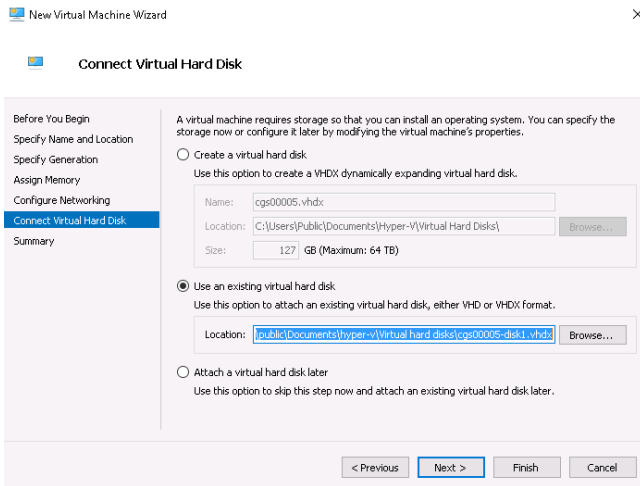 New Virtual Machine Wizard
Connect Virtual Hard Disk
Before You Begin
Specify Name and Location
Specify Generation
Assign Memory
Configure Networking
Connect Virtual Hard Disk
Summary
A virtual machine requires storage so that you can install an operating system. You can specify the
storage now or configure it later by modifying the virtual machine's properties.
Create a virtual hard disk
Use this option to create a VHDX dynamically expanding virtual hard disk.
Name: cgs00005.vhdx
Location: C:\Users\Public\Documents\Hyper-V\Virtual Hard Disks\ Browse...
Size: 127 GB (Maximum: 64 TB)
Use an existing virtual hard disk
Use this option to attach an existing virtual hard disk, either VHD or VHDX format.
Location: \public\Documents\hyper-v\Virtual hard disks\cgs00005-disk1.vhdx Browse...
Attach a virtual hard disk later
Use this option to skip this step now and attach an existing virtual hard disk later.
< Previous Next > Finish Cancel